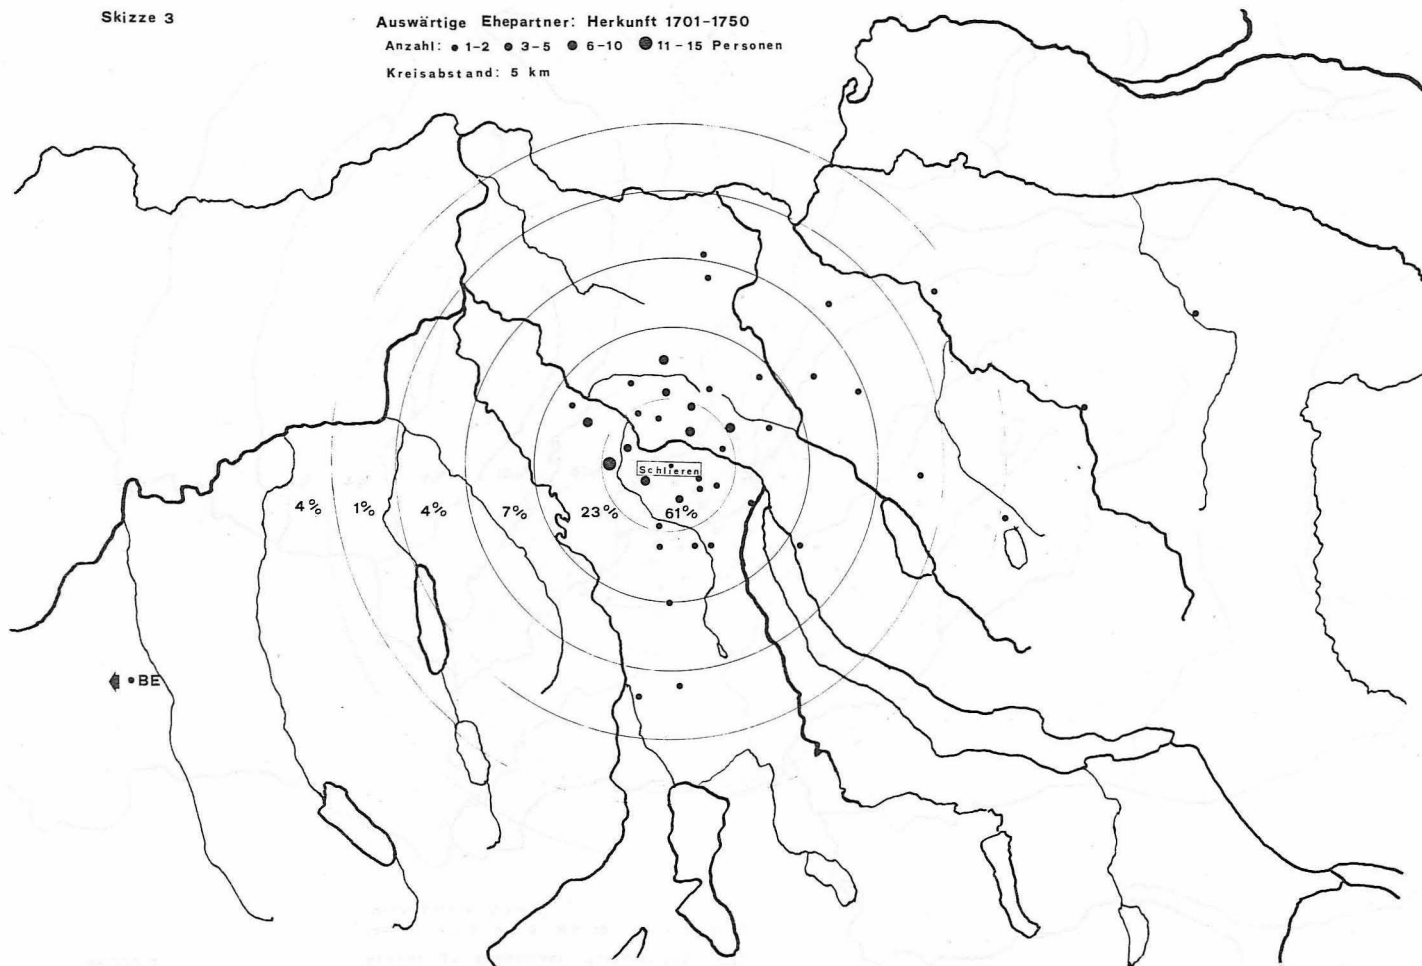 Skizze 3
Auswärtige Ehepartner: Herkunft 1701-1750
Anzahl: 1-2 3-5 6-10 11-15 Personen
Kreisabstand: 5 km
Schlieren
4% 1% 4% 7% 23% 61%
BE